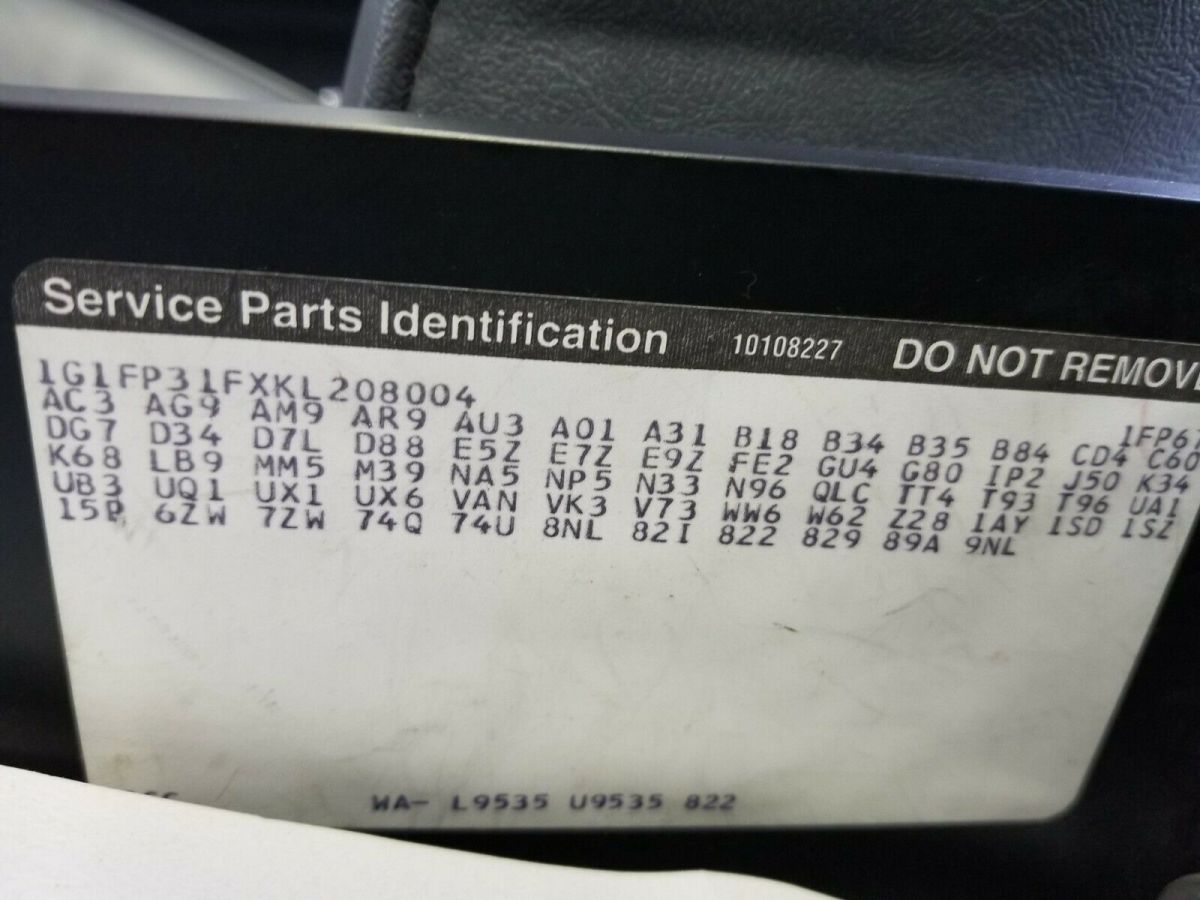 Service Parts Identification 10108227 DO NOT REMOVE
1G1FP31FXKL208004 1FP67
AC3 AG9 AM9 AR9 AU3 A01 A31 B18 B34 B35 B84 CD4 C60
DG7 D34 D7L D88 E5Z E7Z E9Z FE2 GU4 G80 IP2 J50 K34
K68 LB9 MM5 M39 NA5 NP5 N33 N96 QLC TT4 T93 T96 UA1
UB3 UQ1 UX1 UX6 VAN VK3 V73 WW6 W62 Z28 1AY 1SD 1SZ
15P 6ZW 7ZW 74Q 74U 8NL 82I 822 829 89A 9NL
WA- L9535 U9535 822